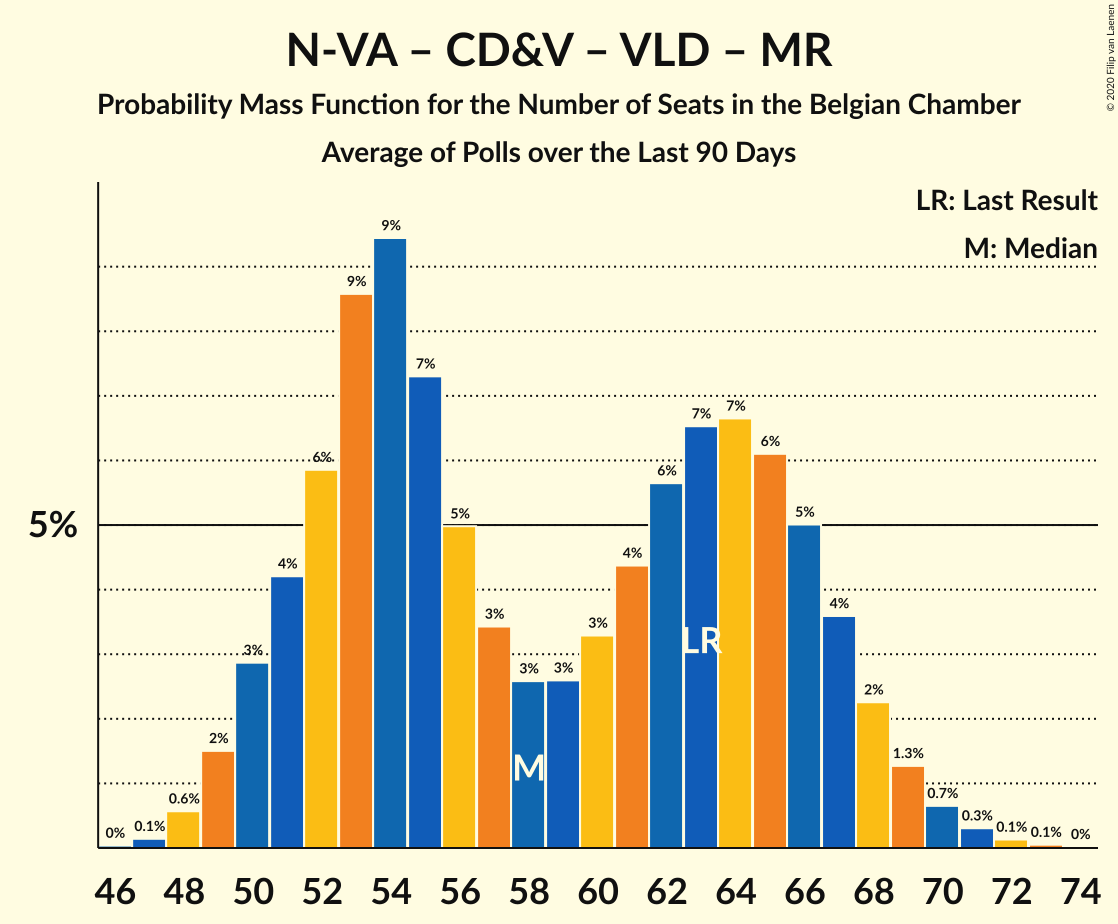 N-VA – CD&V – VLD – MR
Probability Mass Function for the Number of Seats in the Belgian Chamber
Average of Polls over the Last 90 Days
© 2020 Filip van Laenen
LR: Last Result
M: Median
5%
0% 0.1% 0.6% 2% 3% 4% 6% 9% 9% 7% 5% 3% 3% 3% 3% 4% 6% 7% 7% 6% 5% 4% 2% 1.3% 0.7% 0.3% 0.1% 0.1% 0%
LR
M
46 48 50 52 54 56 58 60 62 64 66 68 70 72 74